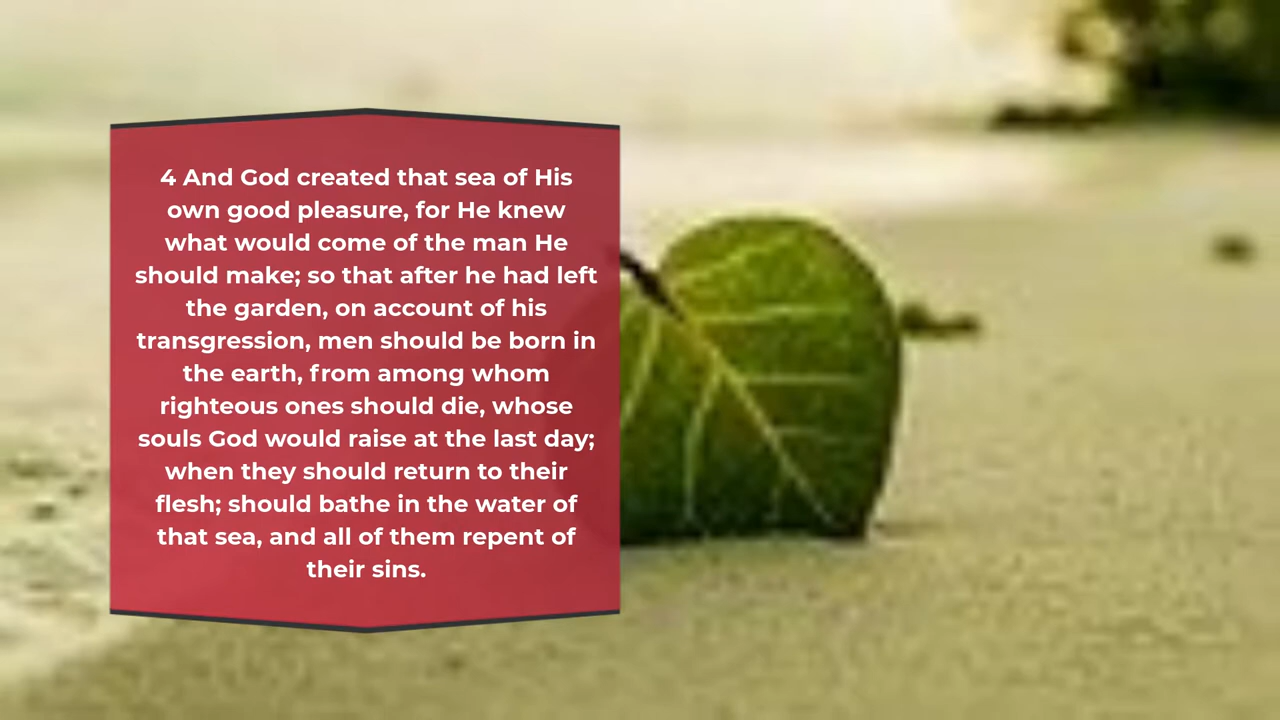 4 And God created that sea of His
own good pleasure, for He knew
what would come of the man He
should make; so that after he had left
the garden, on account of his
transgression, men should be born in
the earth, from among whom
righteous ones should die, whose
souls God would raise at the last day;
when they should return to their
flesh; should bathe in the water of
that sea, and all of them repent of
their sins.